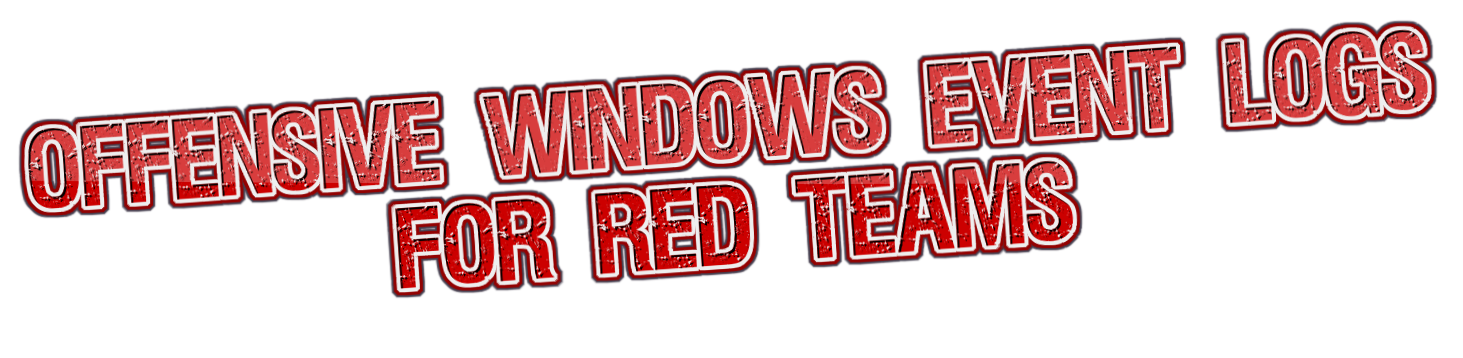 OFFENSIVE WINDOWS EVENT LOGS
FOR RED TEAMS